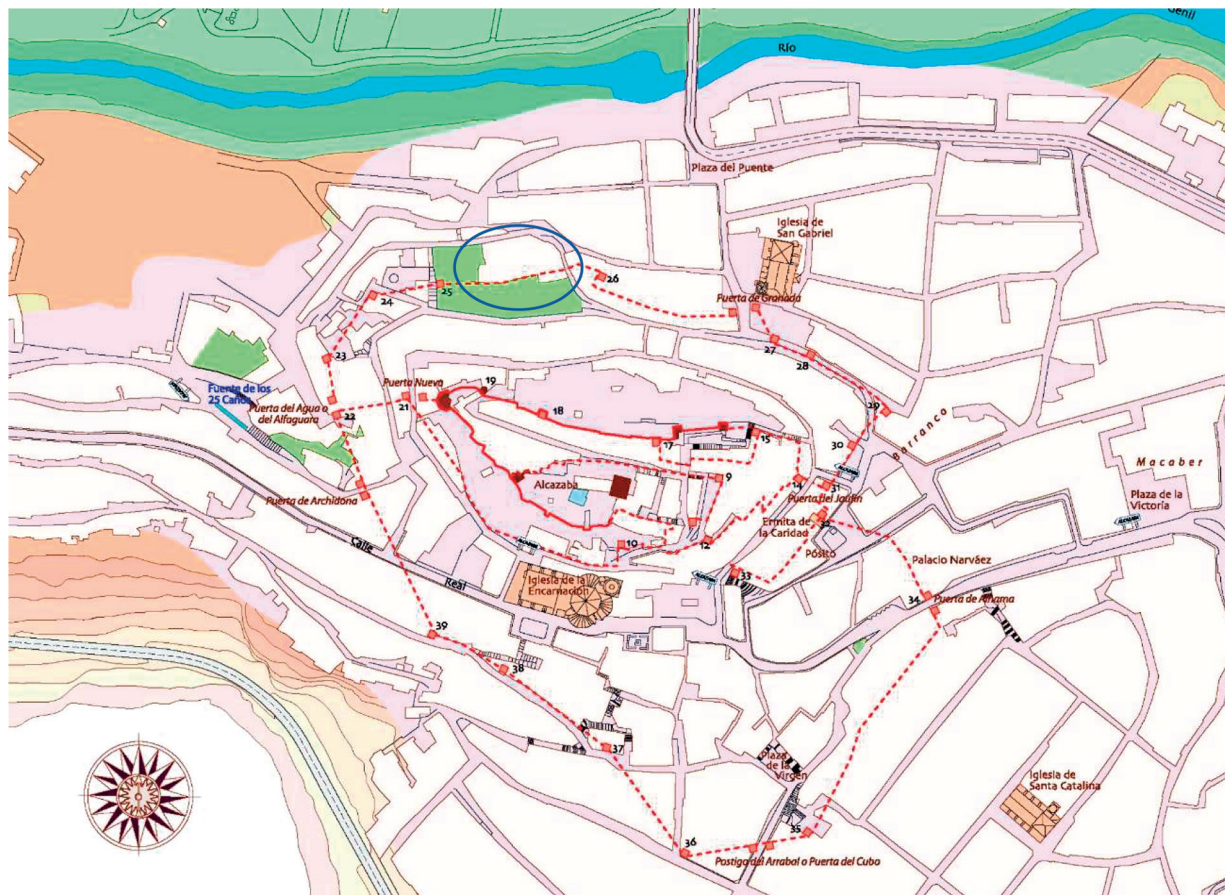 Genil
Río
Plaza del Puente
Iglesia de
San Gabriel
26
25
24
Puerta de Granada
27
28
23
29
Fuente de los
25 Caños
Puerta Nueva
19
21
18
Puerta del Agua o
del Alfaguara
22
17
15
30
Barranco
Macaber
Alcazaba
9
14
31
Puerta del Jaufin
Plaza de la
Victoria
Puerta de Archidona
32
Ermita de
la Caridad
12
10
Pósito
Calle
Real
Iglesia de la
Encarnación
33
Palacio Narváez
34
Puerta de Alhama
39
38
37
Plaza
de la
Virgen
Iglesia de
Santa Catalina
35
36
Postigo del Arrabal o Puerta del Cubo